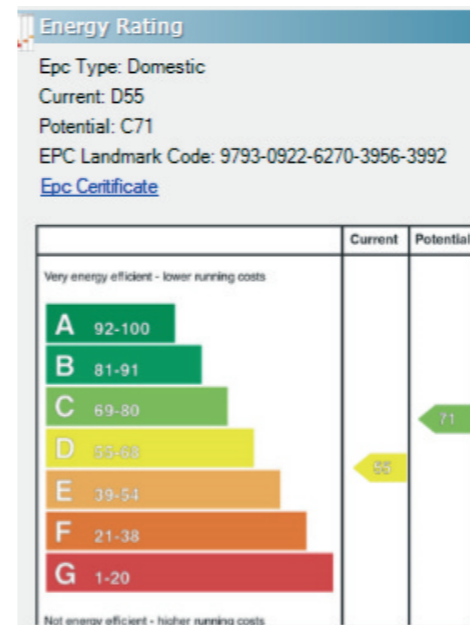 Energy Rating
Epc Type: Domestic
Current: D55
Potential: C71
EPC Landmark Code: 9793-0922-6270-3956-3992
Epc Ceritificate
Current Potential
Very energy efficient - lower running costs
A 92-100
B 81-91
C 69-80
71
D 55-68
55
E 39-54
F 21-38
G 1-20
Not energy efficient - higher running costs